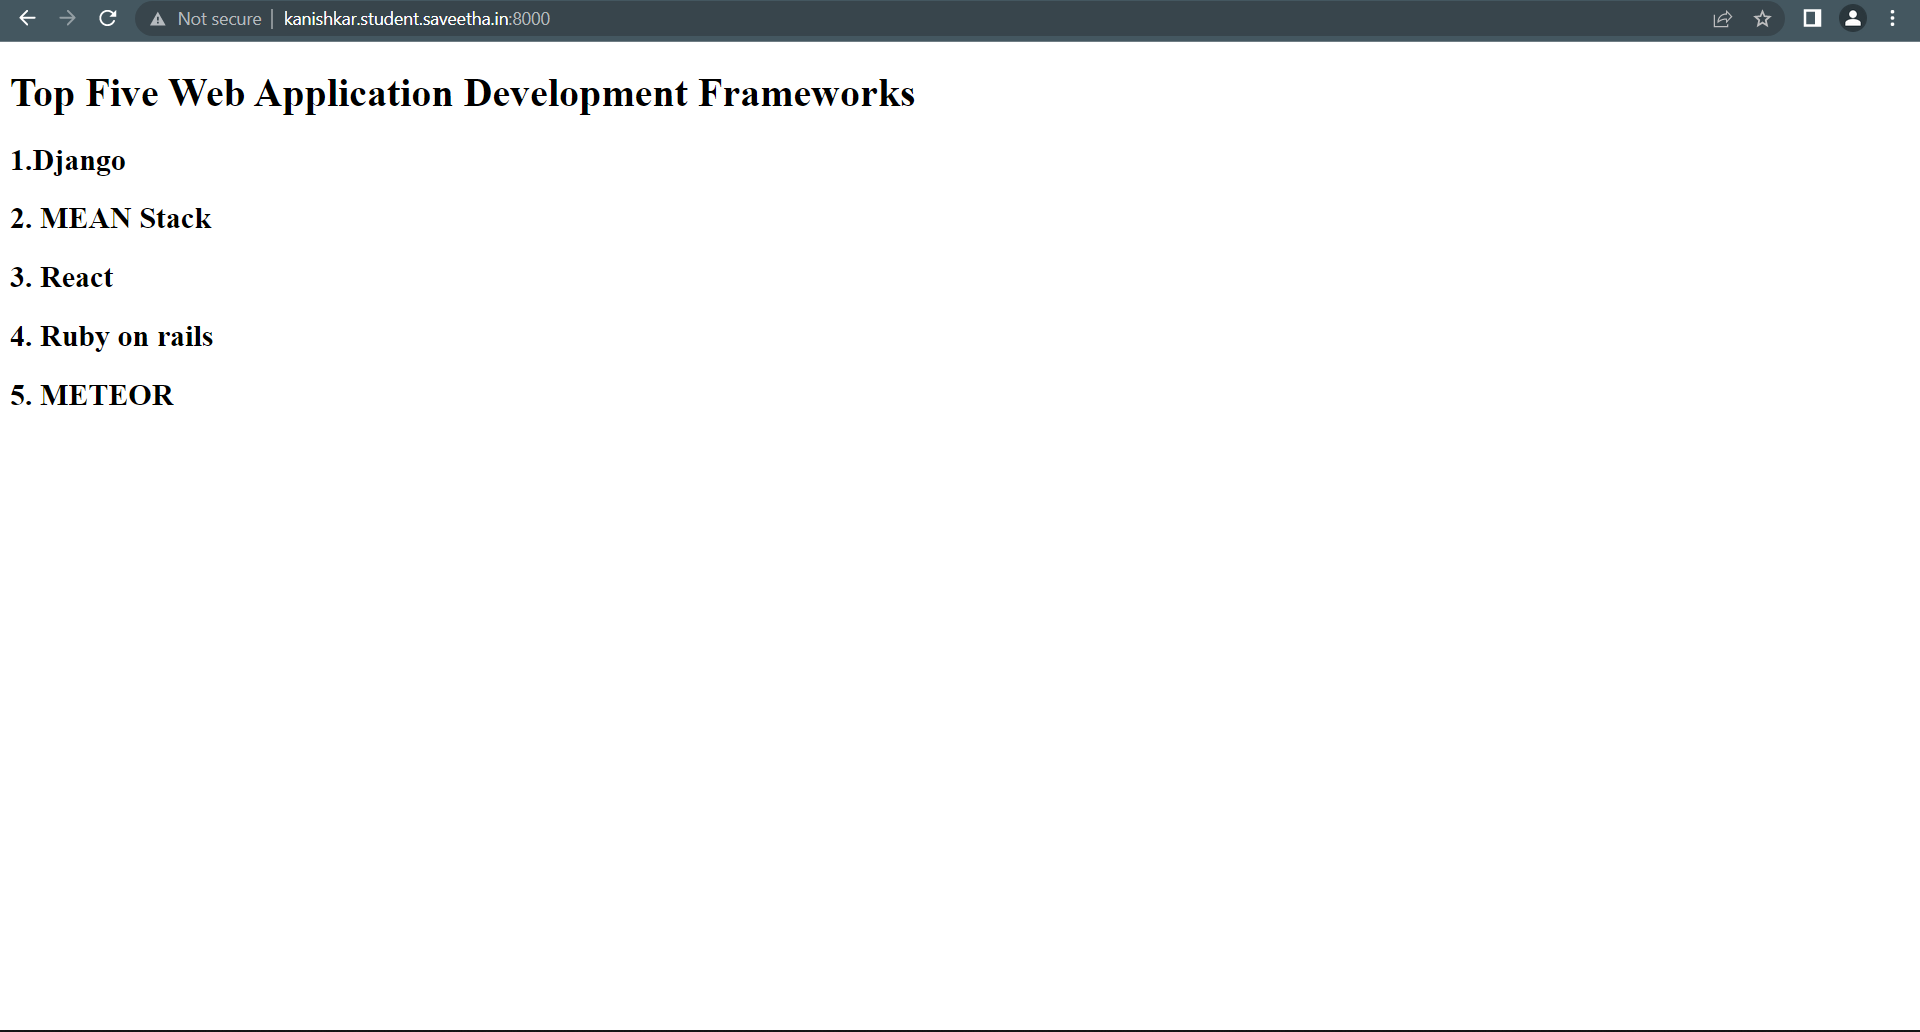 Not secure | kanishkar.student.saveetha.in:8000
Top Five Web Application Development Frameworks
1.Django
2. MEAN Stack
3. React
4. Ruby on rails
5. METEOR